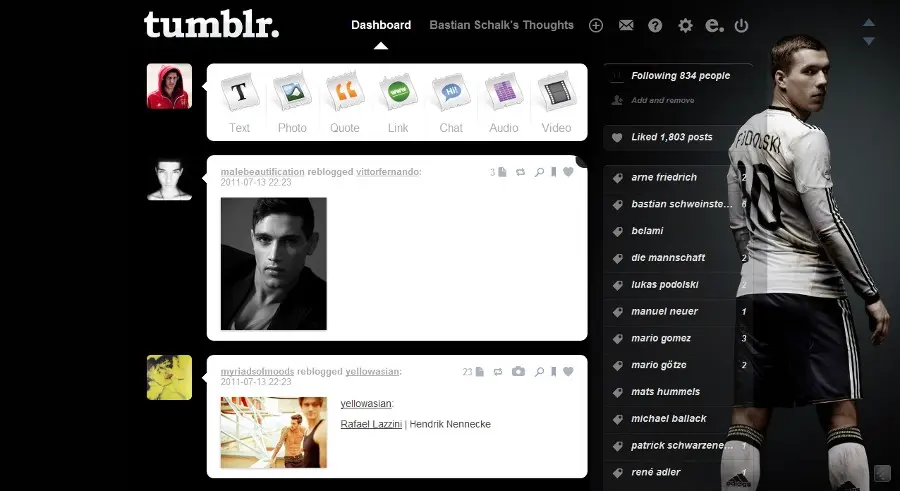 tumblr.
Dashboard
Bastian Schalk's Thoughts
Text
Photo
Quote
Link
Chat
Audio
Video
malebeautification reblogged vittorfernando:
2011-07-13 22:23
3
myriadsofmoods reblogged yellowasian:
2011-07-13 22:23
23
yellowasian:
Rafael Lazzini | Hendrik Nennecke
Following 834 people
Add and remove
Liked 1,803 posts
arne friedrich 2
bastian schweinste... 6
belami
die mannschaft 2
lukas podolski 2
manuel neuer 1
mario gomez 3
mario götze 2
mats hummels
michael ballack
patrick schwarzene... 1
rené adler 1
PODOLSKI
10
adidas